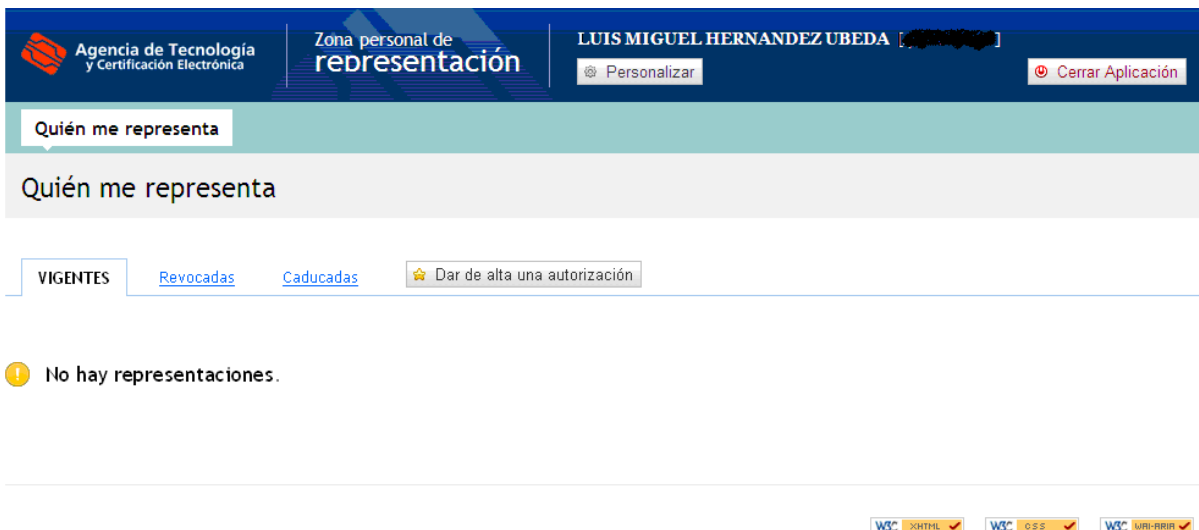 Agencia de Tecnología
y Certificación Electrónica
Zona personal de
representación
LUIS MIGUEL HERNANDEZ UBEDA [ ]
Personalizar
Cerrar Aplicación
Quién me representa
Quién me representa
VIGENTES
Revocadas
Caducadas
Dar de alta una autorización
No hay representaciones.
W3C XHTML
W3C CSS
W3C WAI-ARIA